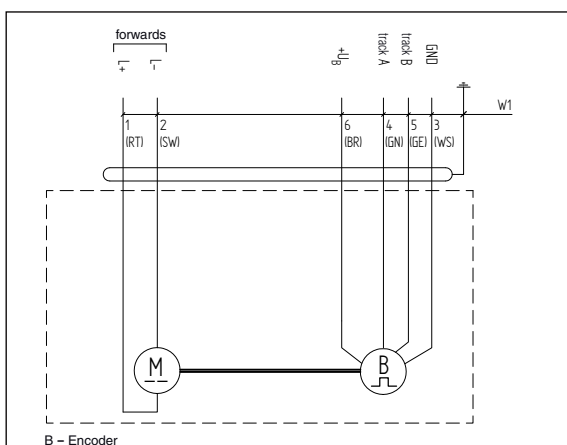 forwards
L+
L-
+UB
track A
track B
GND
W1
1
(RT)
2
(SW)
6
(BR)
4
(GN)
5
(GE)
3
(WS)
M
B
B – Encoder